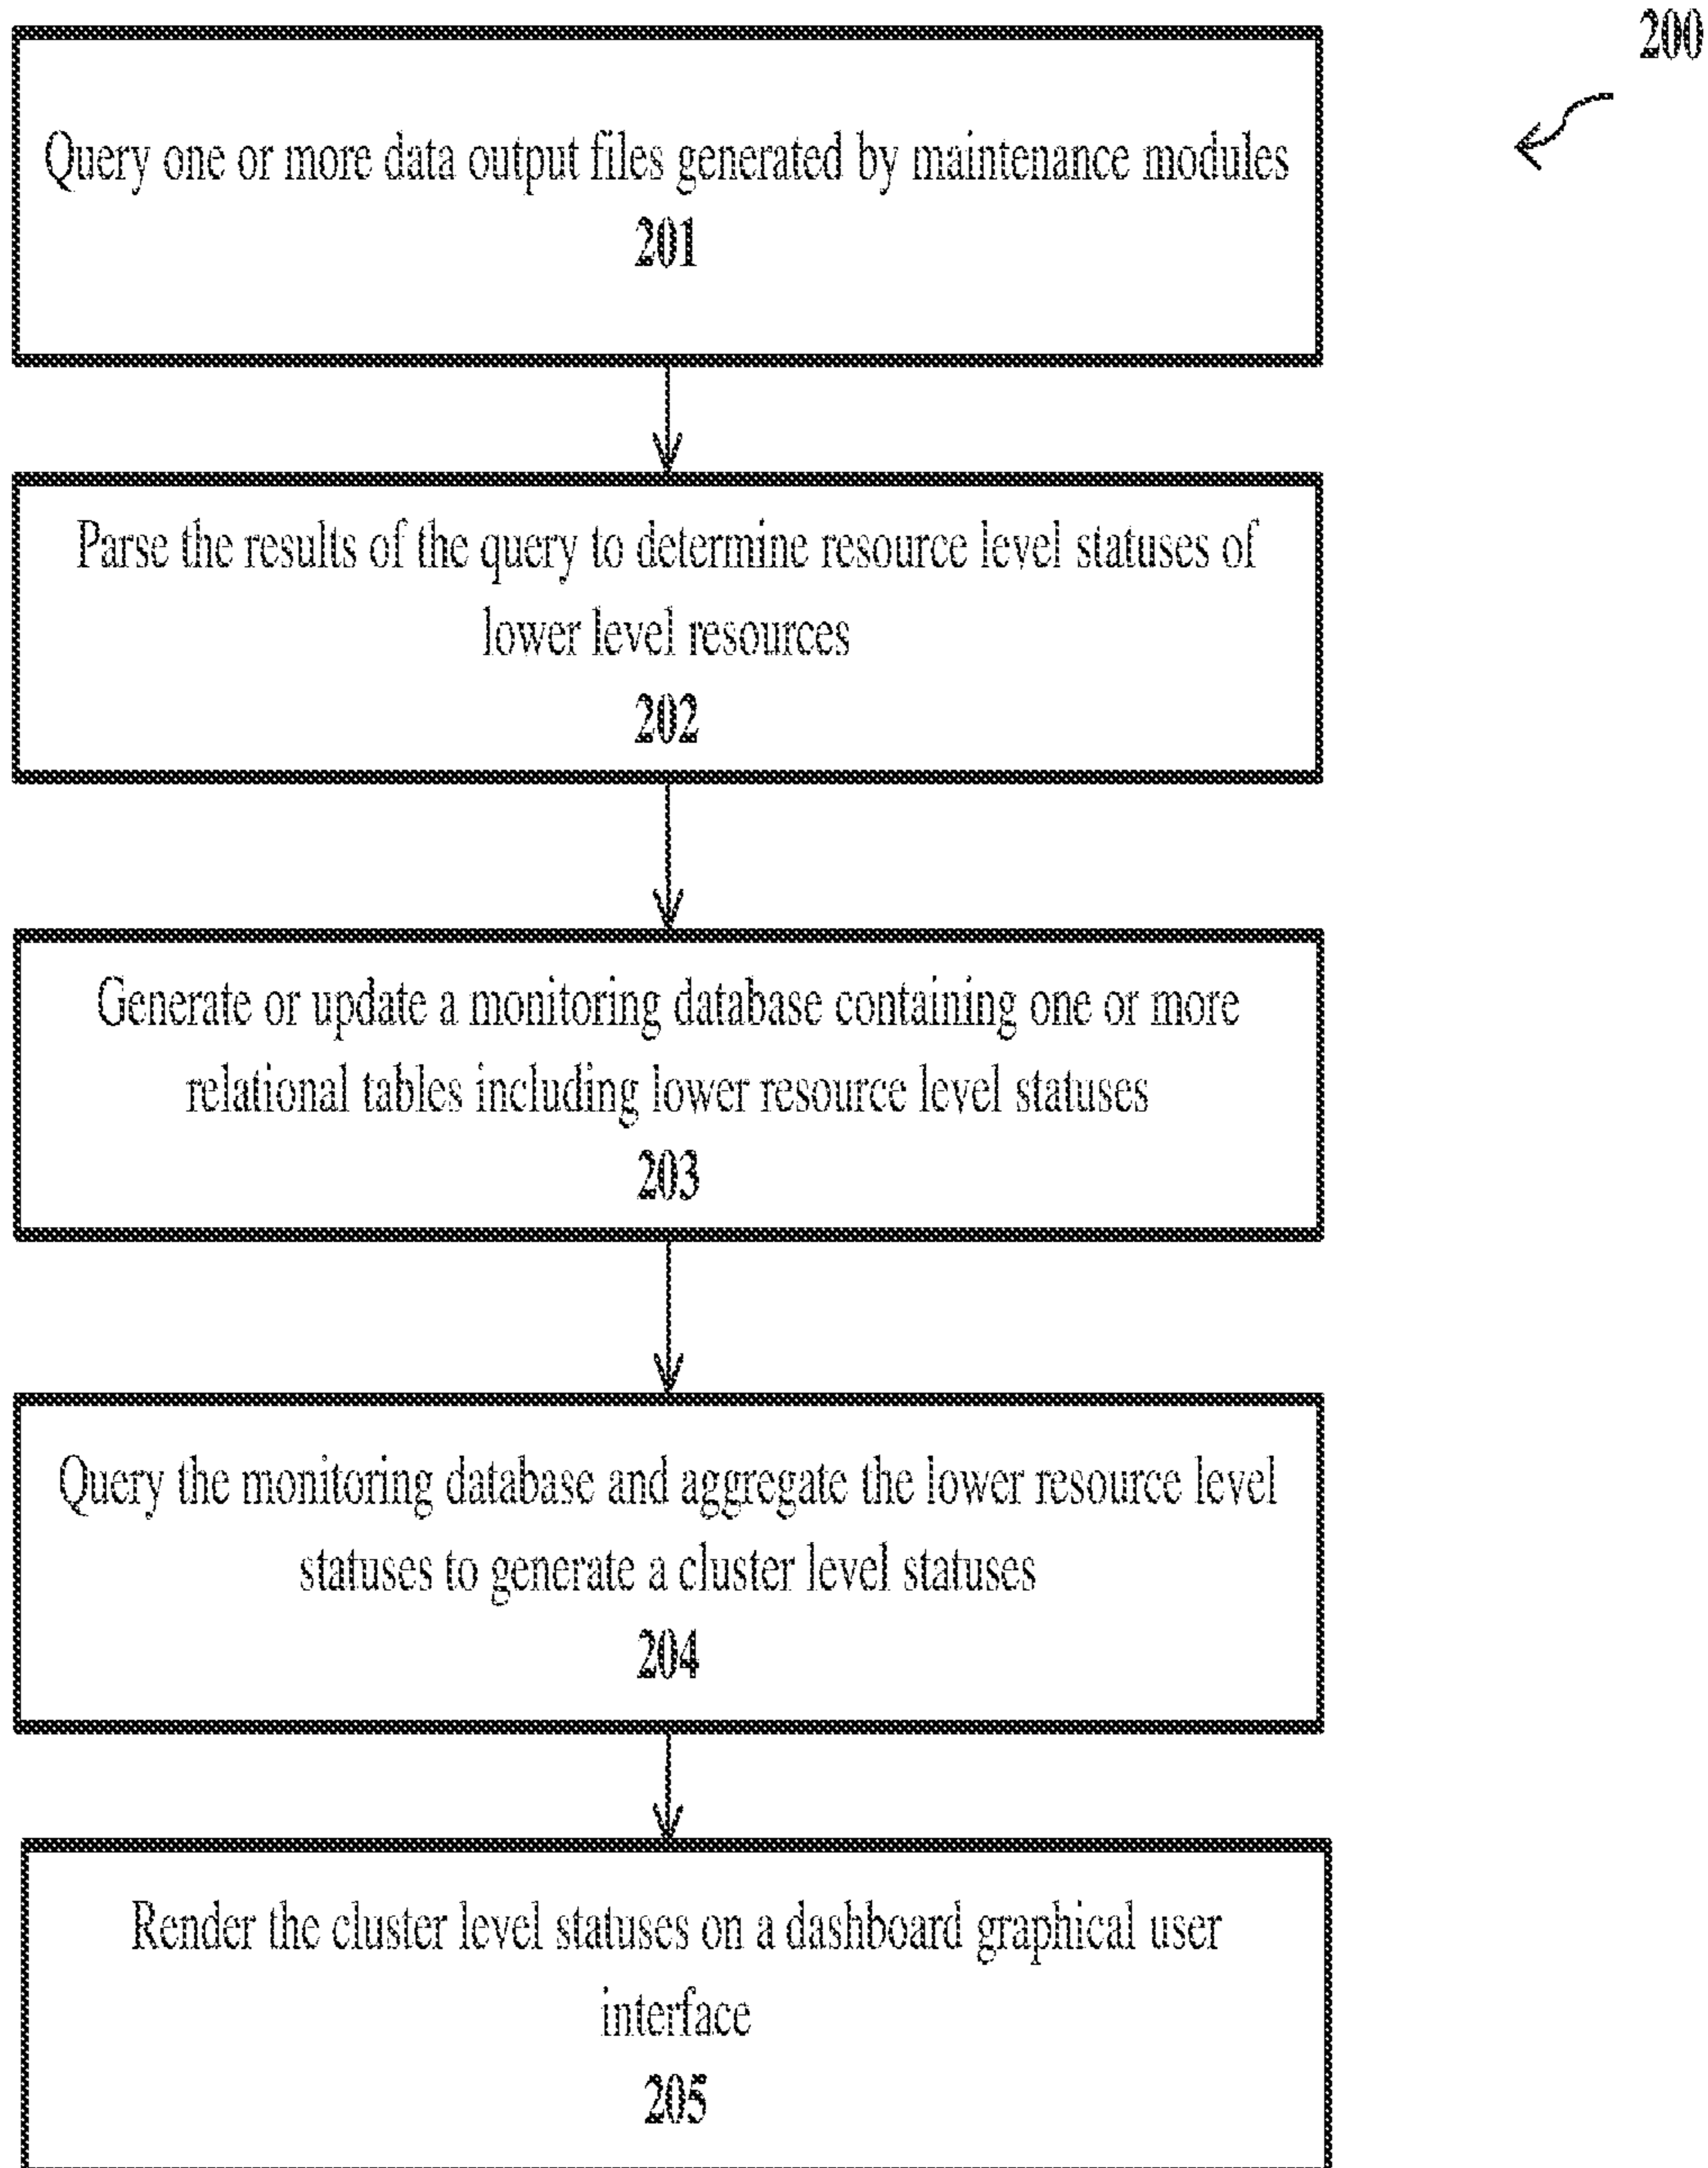 200
Query one or more data output files generated by maintenance modules
201
Parse the results of the query to determine resource level statuses of
lower level resources
202
Generate or update a monitoring database containing one or more
relational tables including lower resource level statuses
203
Query the monitoring database and aggregate the lower resource level
statuses to generate a cluster level statuses
204
Render the cluster level statuses on a dashboard graphical user
interface
205